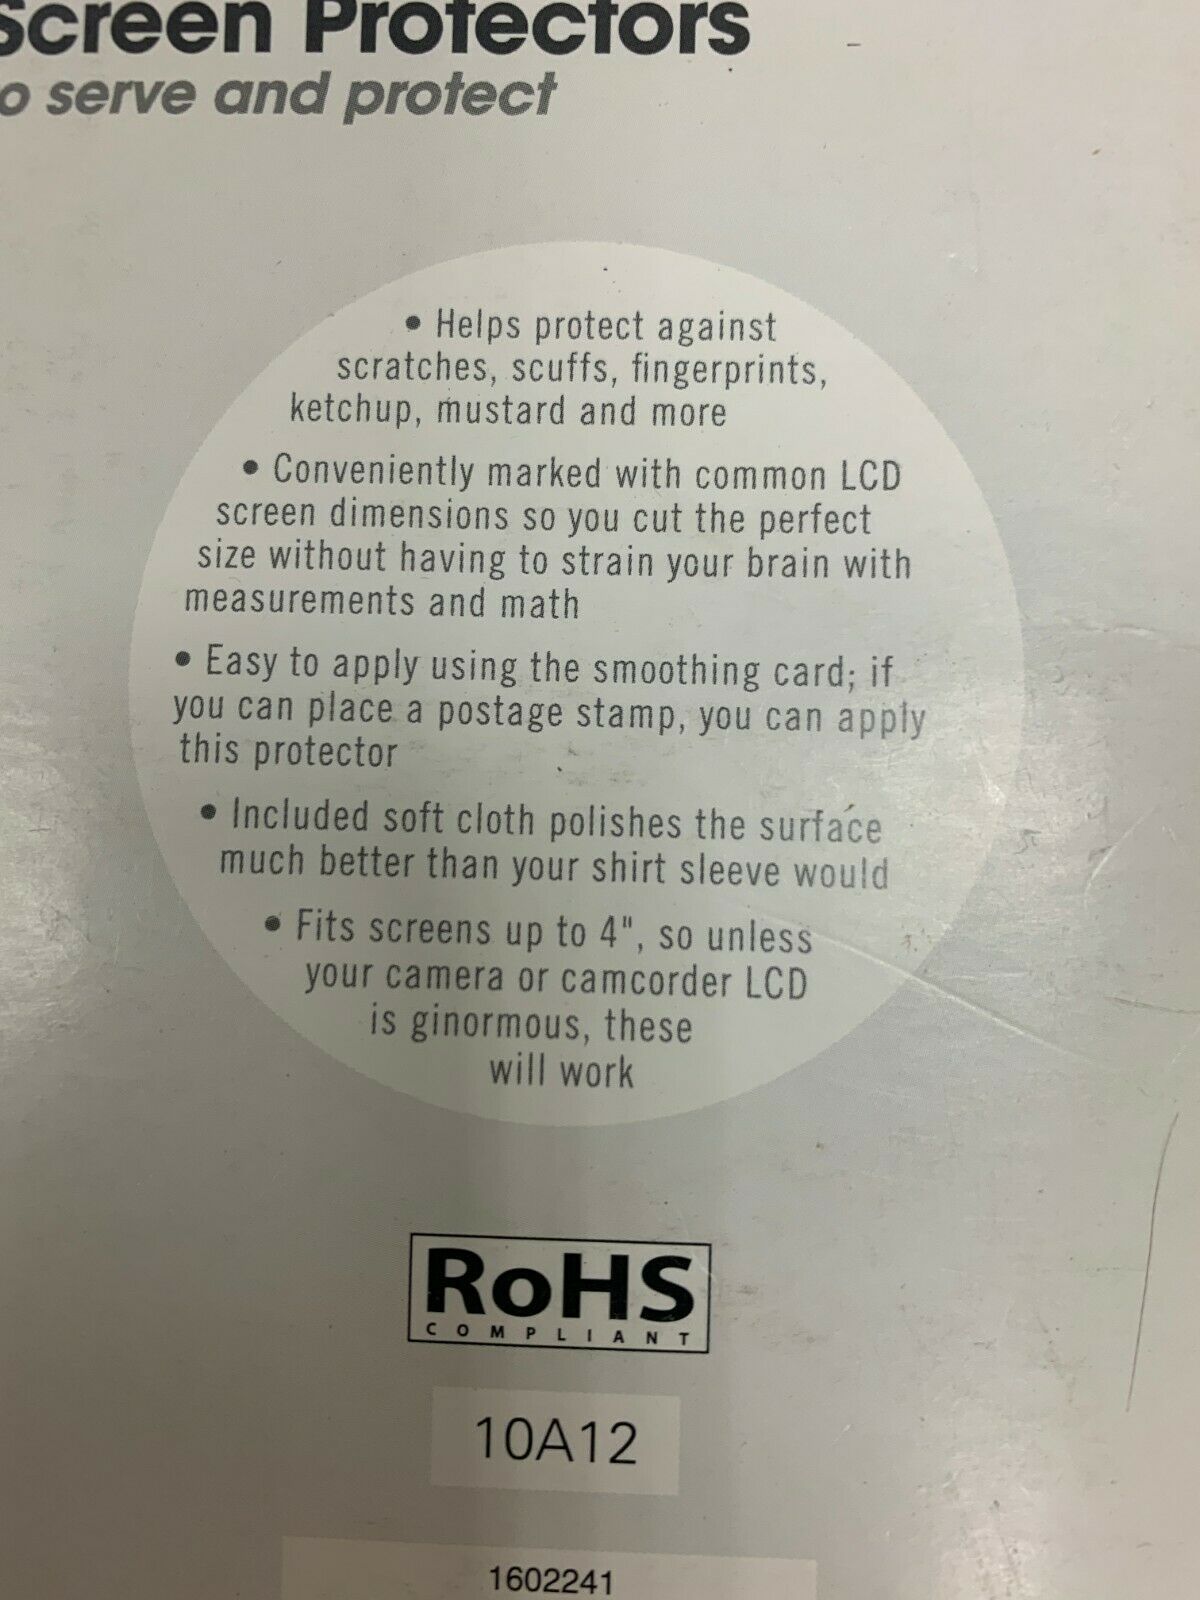 Screen Protectors
o serve and protect
• Helps protect against
scratches, scuffs, fingerprints,
ketchup, mustard and more
• Conveniently marked with common LCD
screen dimensions so you cut the perfect
size without having to strain your brain with
measurements and math
• Easy to apply using the smoothing card; if
you can place a postage stamp, you can apply
this protector
• Included soft cloth polishes the surface
much better than your shirt sleeve would
• Fits screens up to 4", so unless
your camera or camcorder LCD
is ginormous, these
will work
RoHS
COMPLIANT
10A12
1602241